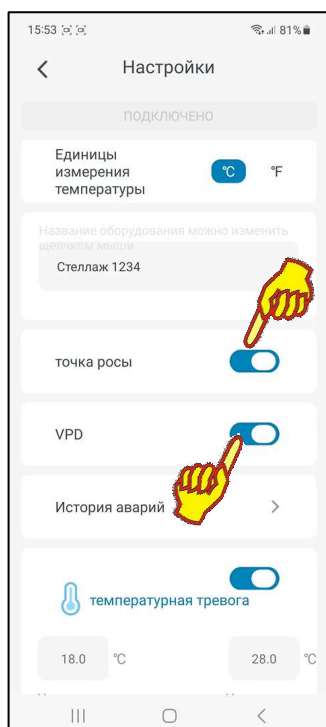 15:53 81%
Настройки
ПОДКЛЮЧЕНО
Единицы
измерения
температуры
°C °F
Название оборудования можно изменить
щелчком мыши
Стеллаж 1234
точка росы
VPD
История аварий
температурная тревога
18.0 °C 28.0 °C